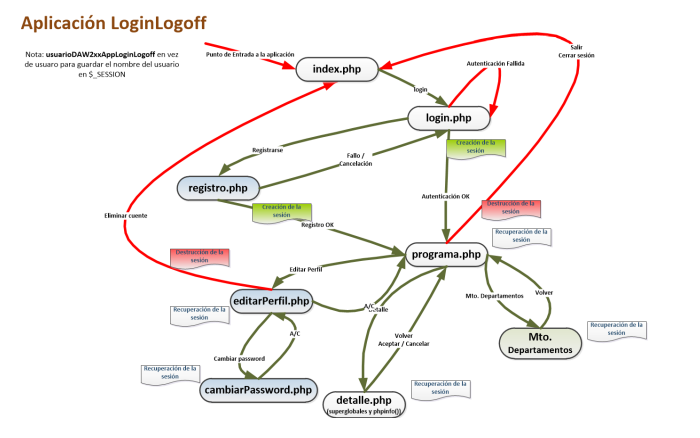 Aplicación LoginLogoff
Nota: usuarioDAW2xxAppLoginLogoff en vez
de usuaro para guardar el nombre del usuario
en $_SESSION
Punto de Entrada a la aplicación
index.php
Salir
Cerrar sesión
Autenticación Fallida
login
login.php
Creación de la
sesión
Registrarse
Fallo /
Cancelación
registro.php
Autenticación OK
Creación de la
sesión
Registro OK
Destrucción de la
sesión
Recuperación de la
sesión
Eliminar cuente
Destrucción de la
sesión
programa.php
Editar Perfil
editarPerfil.php
A/C
Detalle
Mto. Departamentos
Volver
Recuperación de la
sesión
A/C
Volver
Aceptar / Cancelar
Mto.
Departamentos
Recuperación de la
sesión
Cambiar password
Recuperación de la
sesión
cambiarPassword.php
detalle.php
(superglobales y phpinfo())
Recuperación de la
sesión